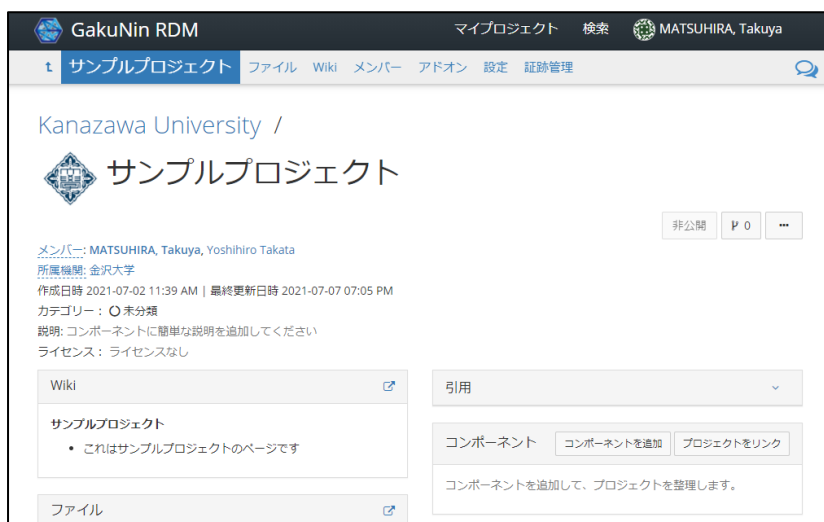 GakuNin RDM マイプロジェクト 検索 MATSUHIRA, Takuya
サンプルプロジェクト ファイル Wiki メンバー アドオン 設定 証跡管理
Kanazawa University /
サンプルプロジェクト
非公開 0 ···
メンバー: MATSUHIRA, Takuya, Yoshihiro Takata
所属機関: 金沢大学
作成日時 2021-07-02 11:39 AM | 最終更新日時 2021-07-07 07:05 PM
カテゴリー： 未分類
説明: コンポーネントに簡単な説明を追加してください
ライセンス： ライセンスなし
Wiki
サンプルプロジェクト
• これはサンプルプロジェクトのページです
ファイル
引用
コンポーネント コンポーネントを追加 プロジェクトをリンク
コンポーネントを追加して、プロジェクトを整理します。